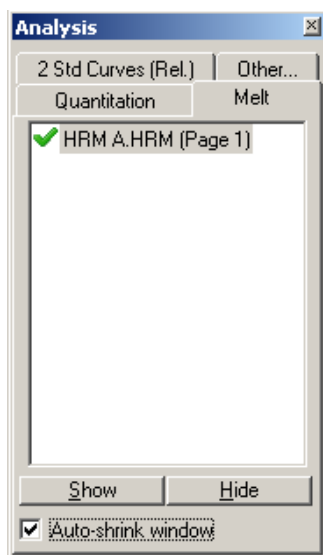 Analysis
2 Std Curves (Rel.) Other...
Quantitation Melt
HRM A.HRM (Page 1)
Show Hide
Auto-shrink window